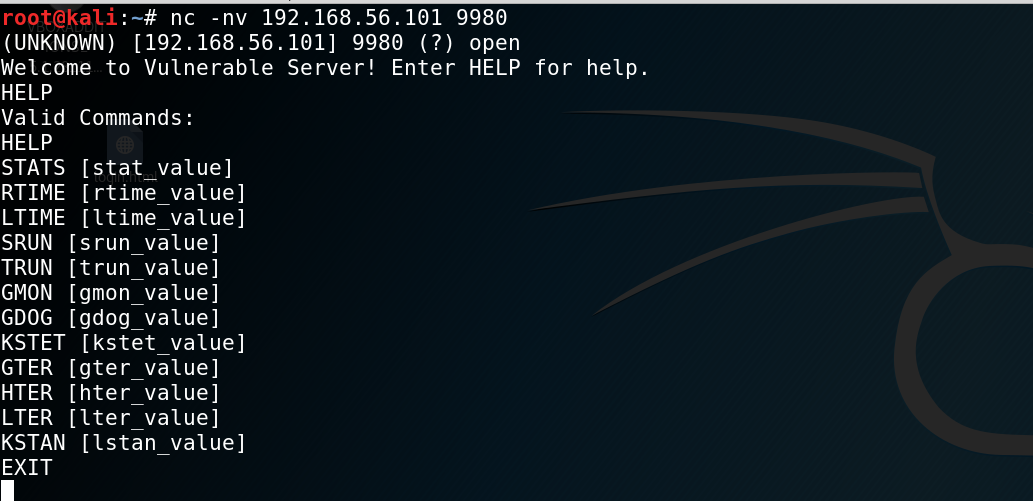 root@kali:~# nc -nv 192.168.56.101 9980
(UNKNOWN) [192.168.56.101] 9980 (?) open
Welcome to Vulnerable Server! Enter HELP for help.
HELP
Valid Commands:
HELP
STATS [stat_value]
RTIME [rtime_value]
LTIME [ltime_value]
SRUN [srun_value]
TRUN [trun_value]
GMON [gmon_value]
GDOG [gdog_value]
KSTET [kstet_value]
GTER [gter_value]
HTER [hter_value]
LTER [lter_value]
KSTAN [lstan_value]
EXIT